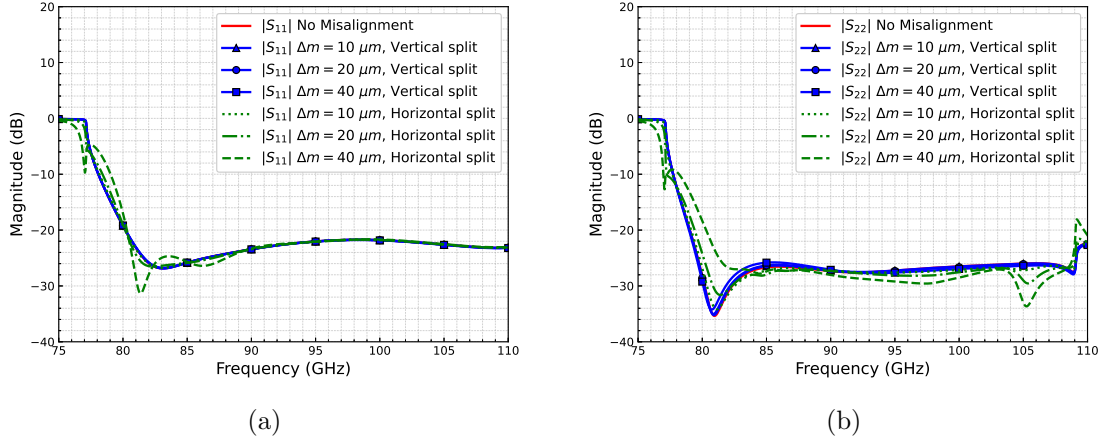 |S₁₁| No Misalignment
|S₁₁| Δm = 10 μm, Vertical split
|S₁₁| Δm = 20 μm, Vertical split
|S₁₁| Δm = 40 μm, Vertical split
|S₁₁| Δm = 10 μm, Horizontal split
|S₁₁| Δm = 20 μm, Horizontal split
|S₁₁| Δm = 40 μm, Horizontal split
20
10
0
−10
−20
−30
−40
Magnitude (dB)
75 80 85 90 95 100 105 110
Frequency (GHz)
(a)
|S₂₂| No Misalignment
|S₂₂| Δm = 10 μm, Vertical split
|S₂₂| Δm = 20 μm, Vertical split
|S₂₂| Δm = 40 μm, Vertical split
|S₂₂| Δm = 10 μm, Horizontal split
|S₂₂| Δm = 20 μm, Horizontal split
|S₂₂| Δm = 40 μm, Horizontal split
20
10
0
−10
−20
−30
−40
Magnitude (dB)
75 80 85 90 95 100 105 110
Frequency (GHz)
(b)